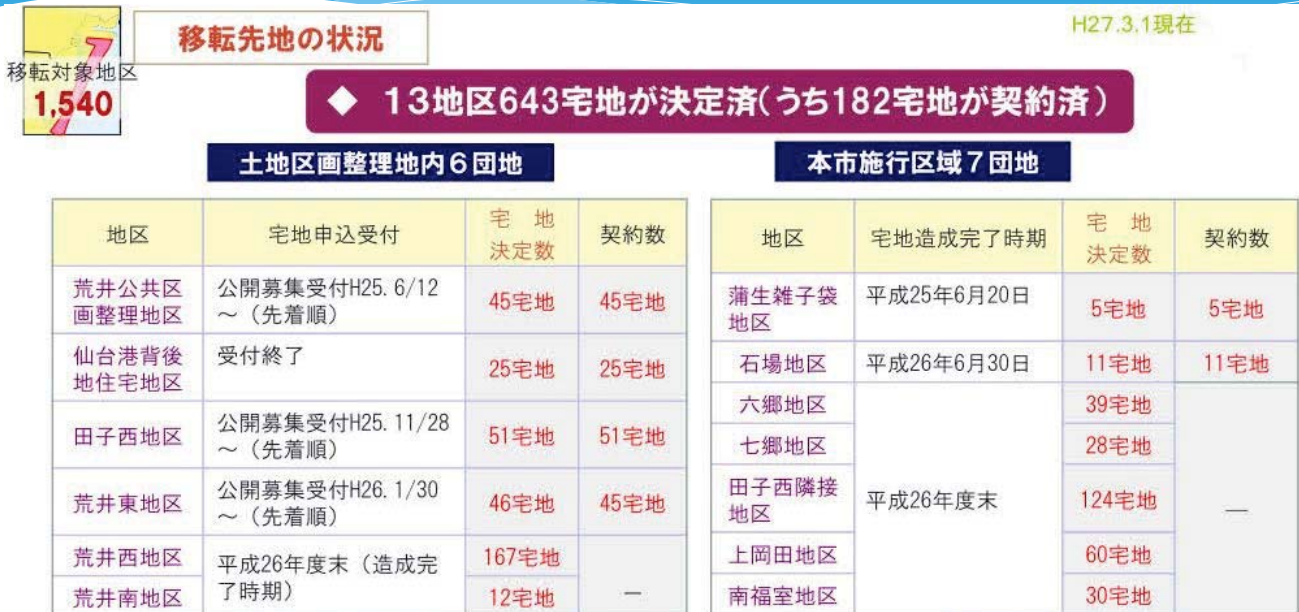 移転先地の状況
H27.3.1現在
移転対象地区
1,540
◆ 13地区643宅地が決定済(うち182宅地が契約済)
土地区画整理地内6団地
本市施行区域7団地
地区 宅地申込受付 宅 地 契約数
決定数
荒井公共区 公開募集受付H25.6/12 45宅地 45宅地
画整理地区 ～(先着順)
仙台港背後 受付終了 25宅地 25宅地
地住宅地区
田子西地区 公開募集受付H25.11/28 51宅地 51宅地
～(先着順)
荒井東地区 公開募集受付H26.1/30 46宅地 45宅地
～(先着順)
荒井西地区 平成26年度末(造成完 167宅地
荒井南地区 了時期) 12宅地 —
地区 宅地造成完了時期 宅 地 契約数
決定数
蒲生雑子袋 平成25年6月20日 5宅地 5宅地
地区
石場地区 平成26年6月30日 11宅地 11宅地
六郷地区 39宅地
七郷地区 28宅地
田子西隣接 平成26年度末 124宅地 —
地区
上岡田地区 60宅地
南福室地区 30宅地